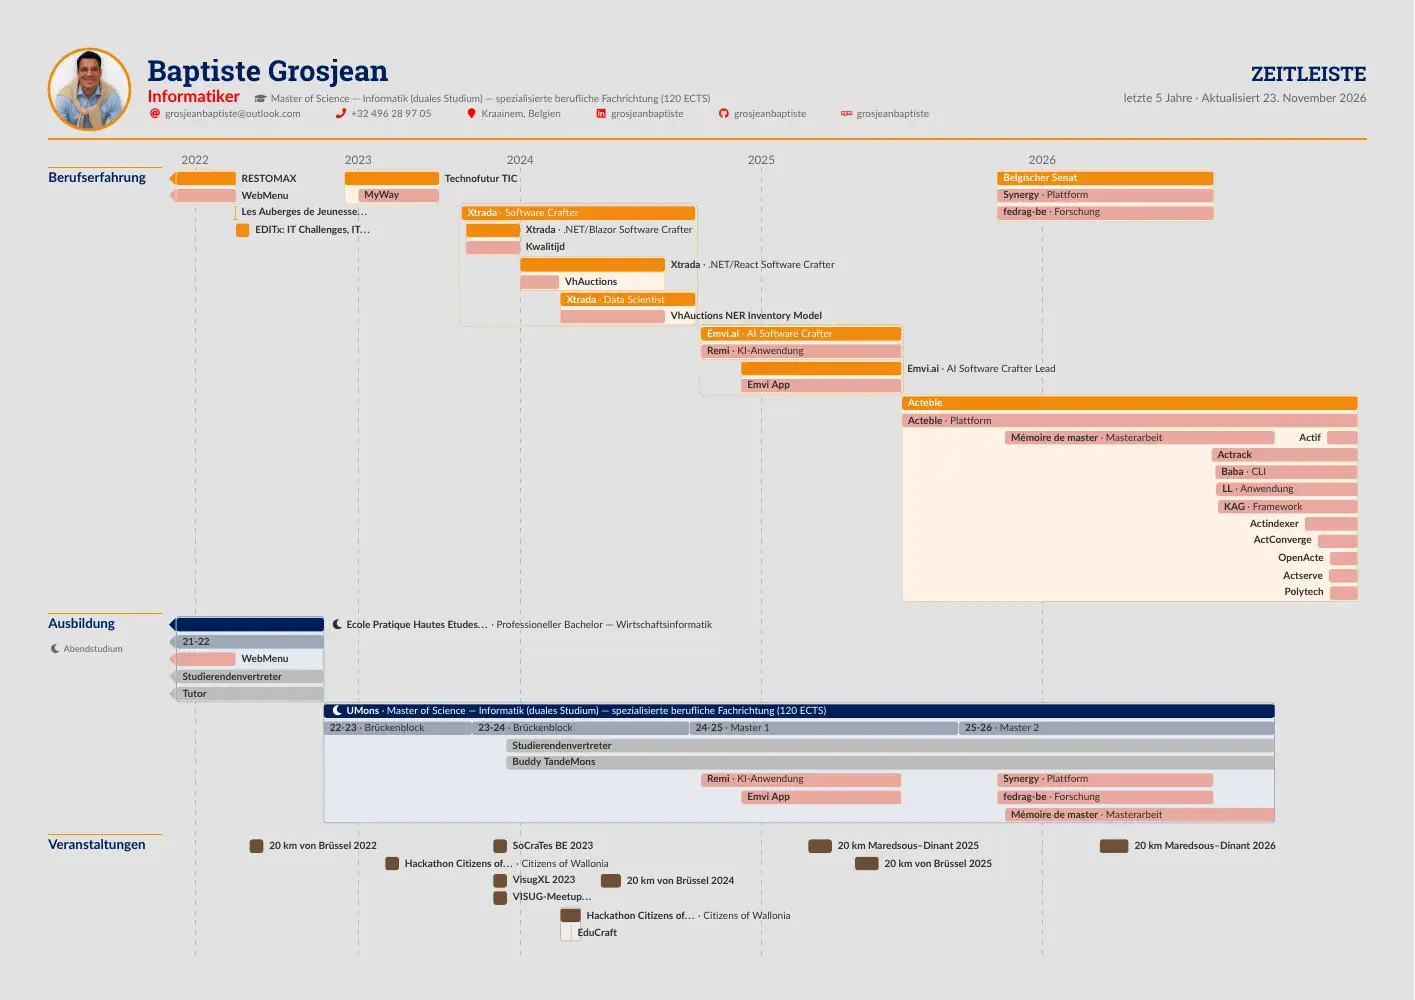 Baptiste Grosjean
ZEITLEISTE
Informatiker Master of Science — Informatik (duales Studium) — spezialisierte berufliche Fachrichtung (120 ECTS)
letzte 5 Jahre · Aktualisiert 23. November 2026
grosjeanbaptiste@outlook.com +32 496 28 97 05 Kraainem, Belgien grosjeanbaptiste grosjeanbaptiste grosjeanbaptiste
2022 2023 2024 2025 2026
Berufserfahrung
RESTOMAX Technofutur TIC Belgischer Senat
WebMenu MyWay Synergy · Plattform
Les Auberges de Jeunesse… Xtrada · Software Crafter fedrag-be · Forschung
EDITx: IT Challenges, IT… Xtrada · .NET/Blazor Software Crafter
Kwalitijd
Xtrada · .NET/React Software Crafter
VhAuctions
Xtrada · Data Scientist
VhAuctions NER Inventory Model
Emvi.ai · AI Software Crafter
Remi · KI-Anwendung
Emvi.ai · AI Software Crafter Lead
Emvi App
Acteble
Acteble · Plattform
Mémoire de master · Masterarbeit Actif
Actrack
Baba · CLI
LL · Anwendung
KAG · Framework
Actindexer
ActConverge
OpenActe
Actserve
Polytech
Ausbildung
Abendstudium
Ecole Pratique Hautes Etudes… · Professioneller Bachelor — Wirtschaftsinformatik
21-22
WebMenu
Studierendenvertreter
Tutor
UMons · Master of Science — Informatik (duales Studium) — spezialisierte berufliche Fachrichtung (120 ECTS)
22-23 · Brückenblock 23-24 · Brückenblock 24-25 · Master 1 25-26 · Master 2
Studierendenvertreter
Buddy TandeMons
Remi · KI-Anwendung Synergy · Plattform
Emvi App fedrag-be · Forschung
Mémoire de master · Masterarbeit
Veranstaltungen
20 km von Brüssel 2022 SoCraTes BE 2023 20 km Maredsous–Dinant 2025 20 km Maredsous–Dinant 2026
Hackathon Citizens of… · Citizens of Wallonia 20 km von Brüssel 2025
VisugXL 2023 20 km von Brüssel 2024
VISUG-Meetup…
Hackathon Citizens of… · Citizens of Wallonia
EduCraft